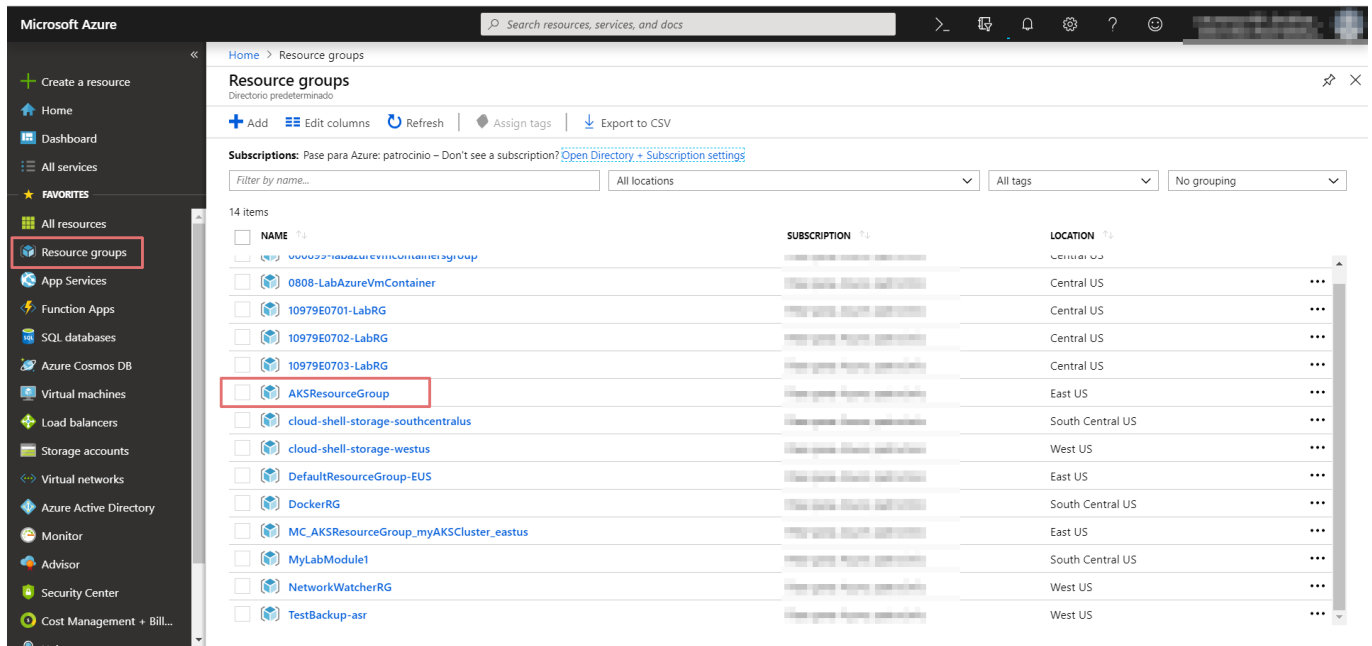 Microsoft Azure
Search resources, services, and docs
Create a resource
Home
Dashboard
All services
FAVORITES
All resources
Resource groups
App Services
Function Apps
SQL databases
Azure Cosmos DB
Virtual machines
Load balancers
Storage accounts
Virtual networks
Azure Active Directory
Monitor
Advisor
Security Center
Cost Management + Bill...
Home > Resource groups
Resource groups
Directorio predeterminado
Add Edit columns Refresh Assign tags Export to CSV
Subscriptions: Pase para Azure: patrocinio – Don't see a subscription? Open Directory + Subscription settings
Filter by name... All locations All tags No grouping
14 items
NAME SUBSCRIPTION LOCATION
Central US
0808-LabAzureVmContainer Central US
10979E0701-LabRG Central US
10979E0702-LabRG Central US
10979E0703-LabRG Central US
AKSResourceGroup East US
cloud-shell-storage-southcentralus South Central US
cloud-shell-storage-westus West US
DefaultResourceGroup-EUS East US
DockerRG South Central US
MC_AKSResourceGroup_myAKSCluster_eastus East US
MyLabModule1 South Central US
NetworkWatcherRG West US
TestBackup-asr West US